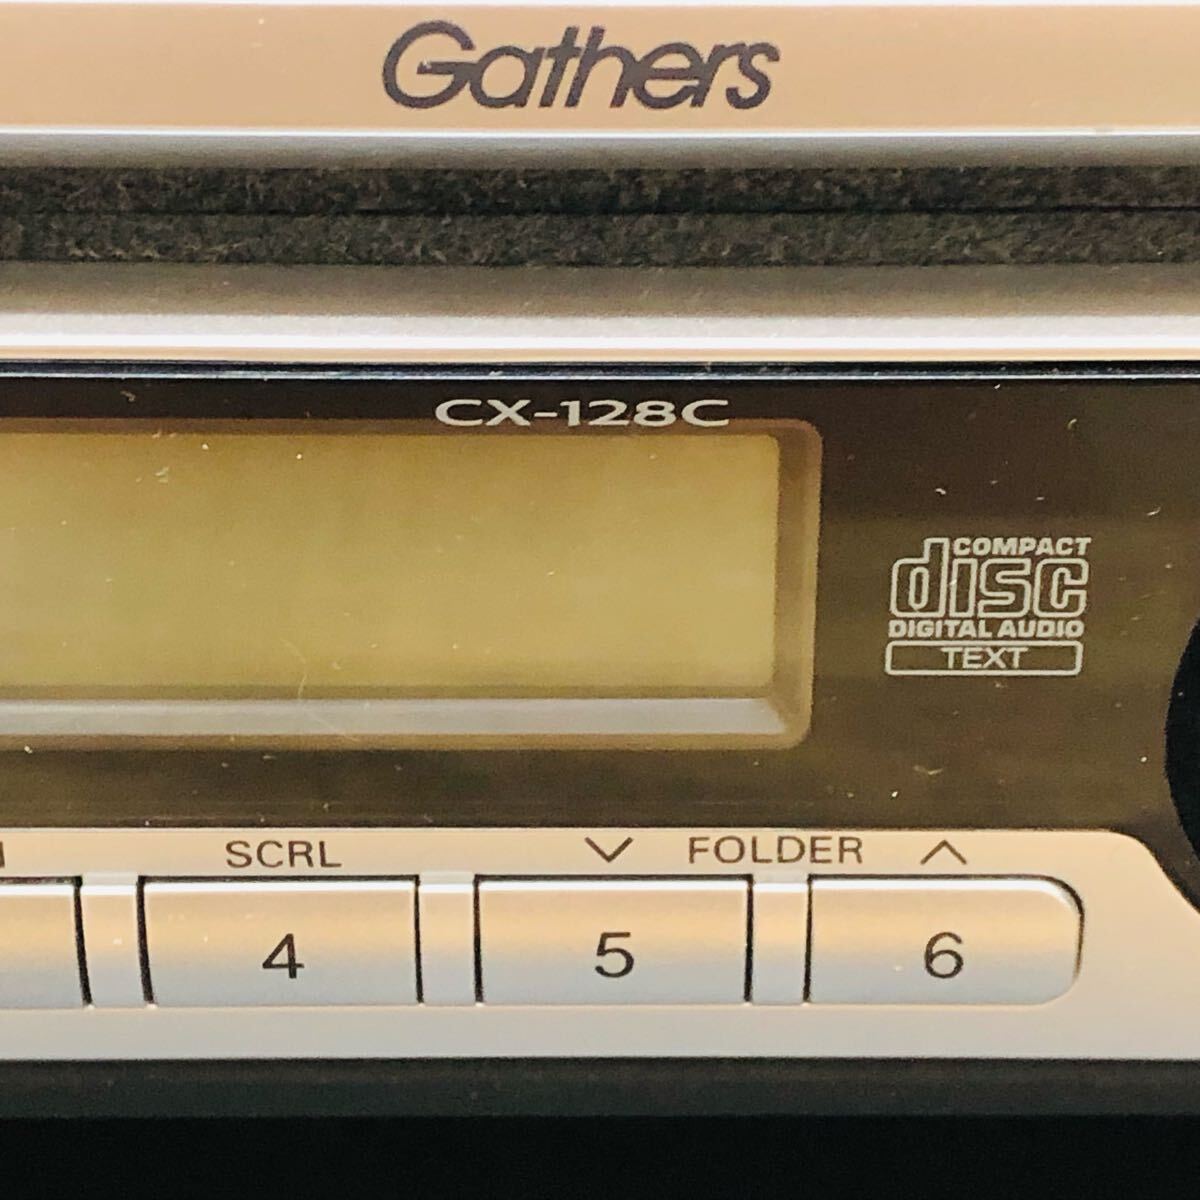 Gathers
CX-128C
COMPACT
disc
DIGITAL AUDIO
TEXT
SCRL FOLDER
4 5 6